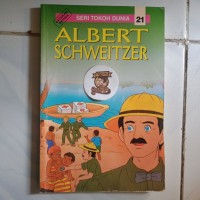 SERI TOKOH DUNIA 21
ALBERT
SCHWEITZER